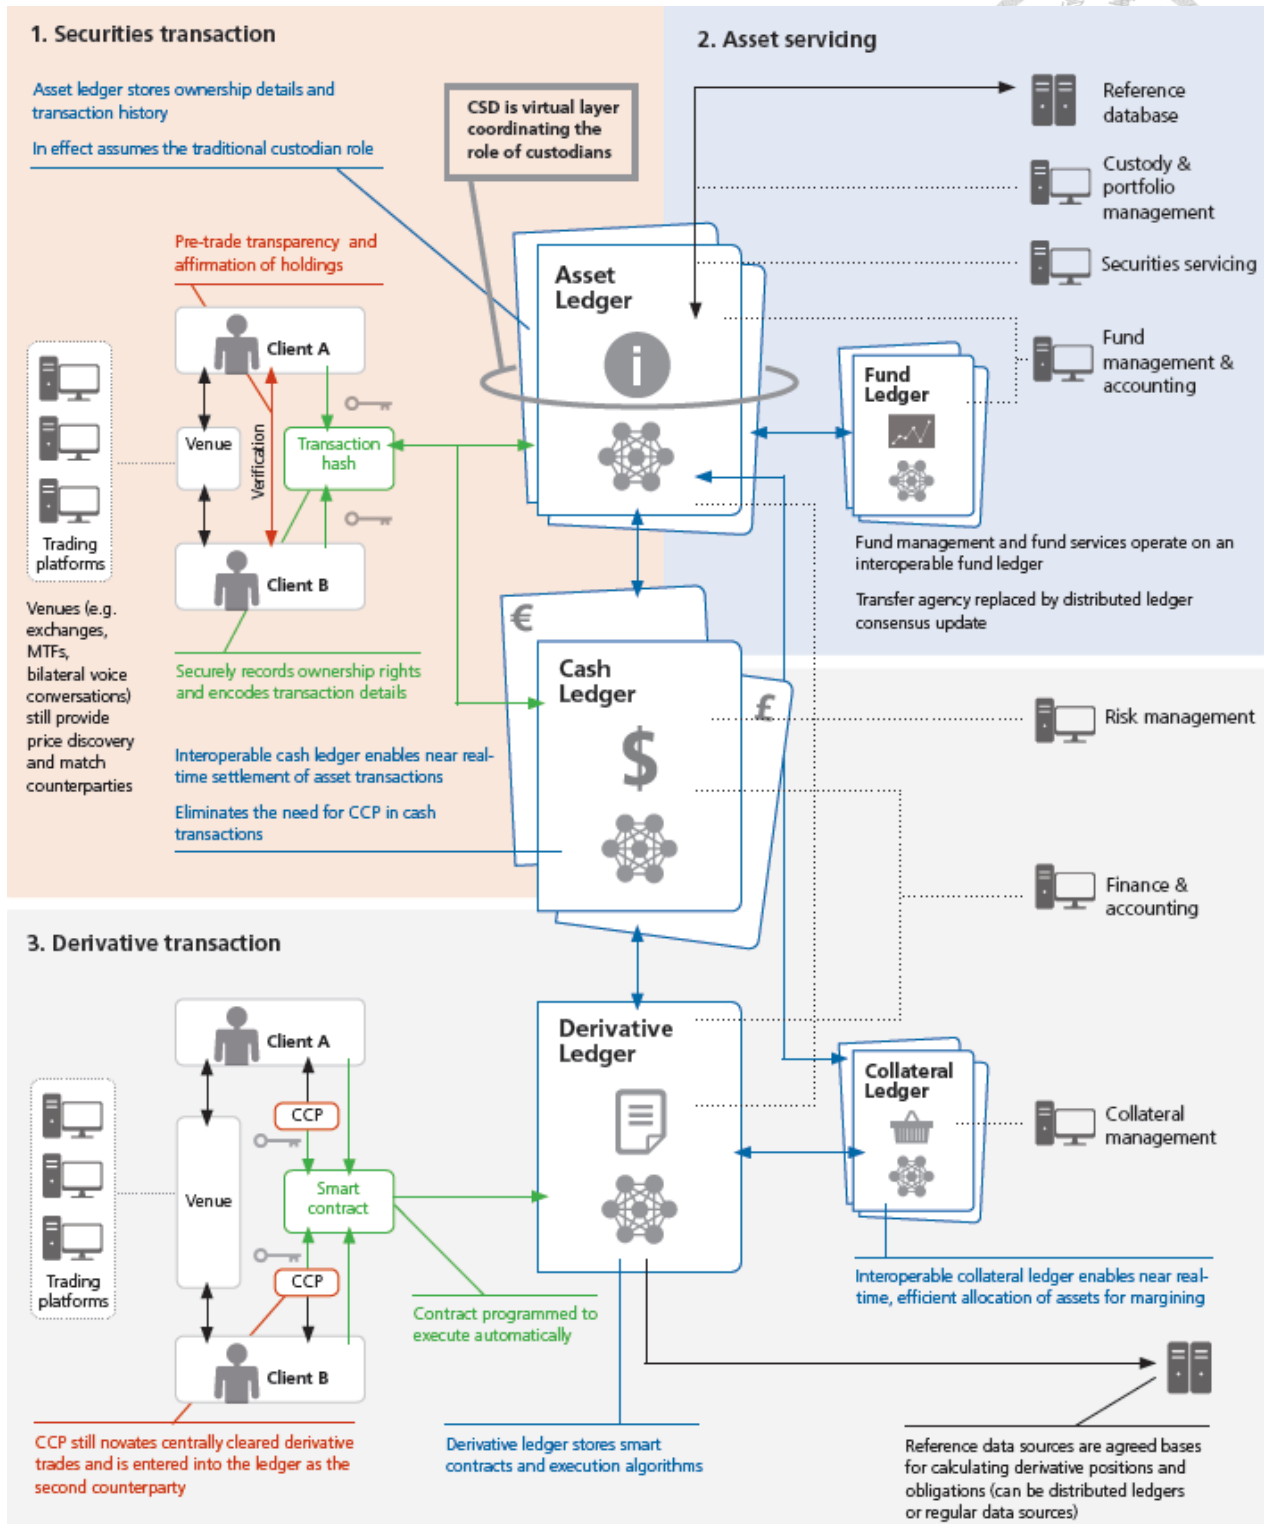 1. Securities transaction
Asset ledger stores ownership details and
transaction history
In effect assumes the traditional custodian role
CSD is virtual layer
coordinating the
role of custodians
2. Asset servicing
Reference
database
Custody &
portfolio
management
Securities servicing
Fund
management &
accounting
Pre-trade transparency and
affirmation of holdings
Client A
Venue
Verification
Transaction
hash
Client B
Trading
platforms
Venues (e.g.
exchanges,
MTFs,
bilateral voice
conversations)
still provide
price discovery
and match
counterparties
Securely records ownership rights
and encodes transaction details
Interoperable cash ledger enables near real-
time settlement of asset transactions
Eliminates the need for CCP in cash
transactions
Asset
Ledger
i
Fund
Ledger
Fund management and fund services operate on an
interoperable fund ledger
Transfer agency replaced by distributed ledger
consensus update
€
Cash
Ledger
£
$
Risk management
Finance &
accounting
3. Derivative transaction
Client A
CCP
Venue
Smart
contract
CCP
Client B
Trading
platforms
Contract programmed to
execute automatically
CCP still novates centrally cleared derivative
trades and is entered into the ledger as the
second counterparty
Derivative
Ledger
Derivative ledger stores smart
contracts and execution algorithms
Collateral
Ledger
Collateral
management
Interoperable collateral ledger enables near real-
time, efficient allocation of assets for margining
Reference data sources are agreed bases
for calculating derivative positions and
obligations (can be distributed ledgers
or regular data sources)